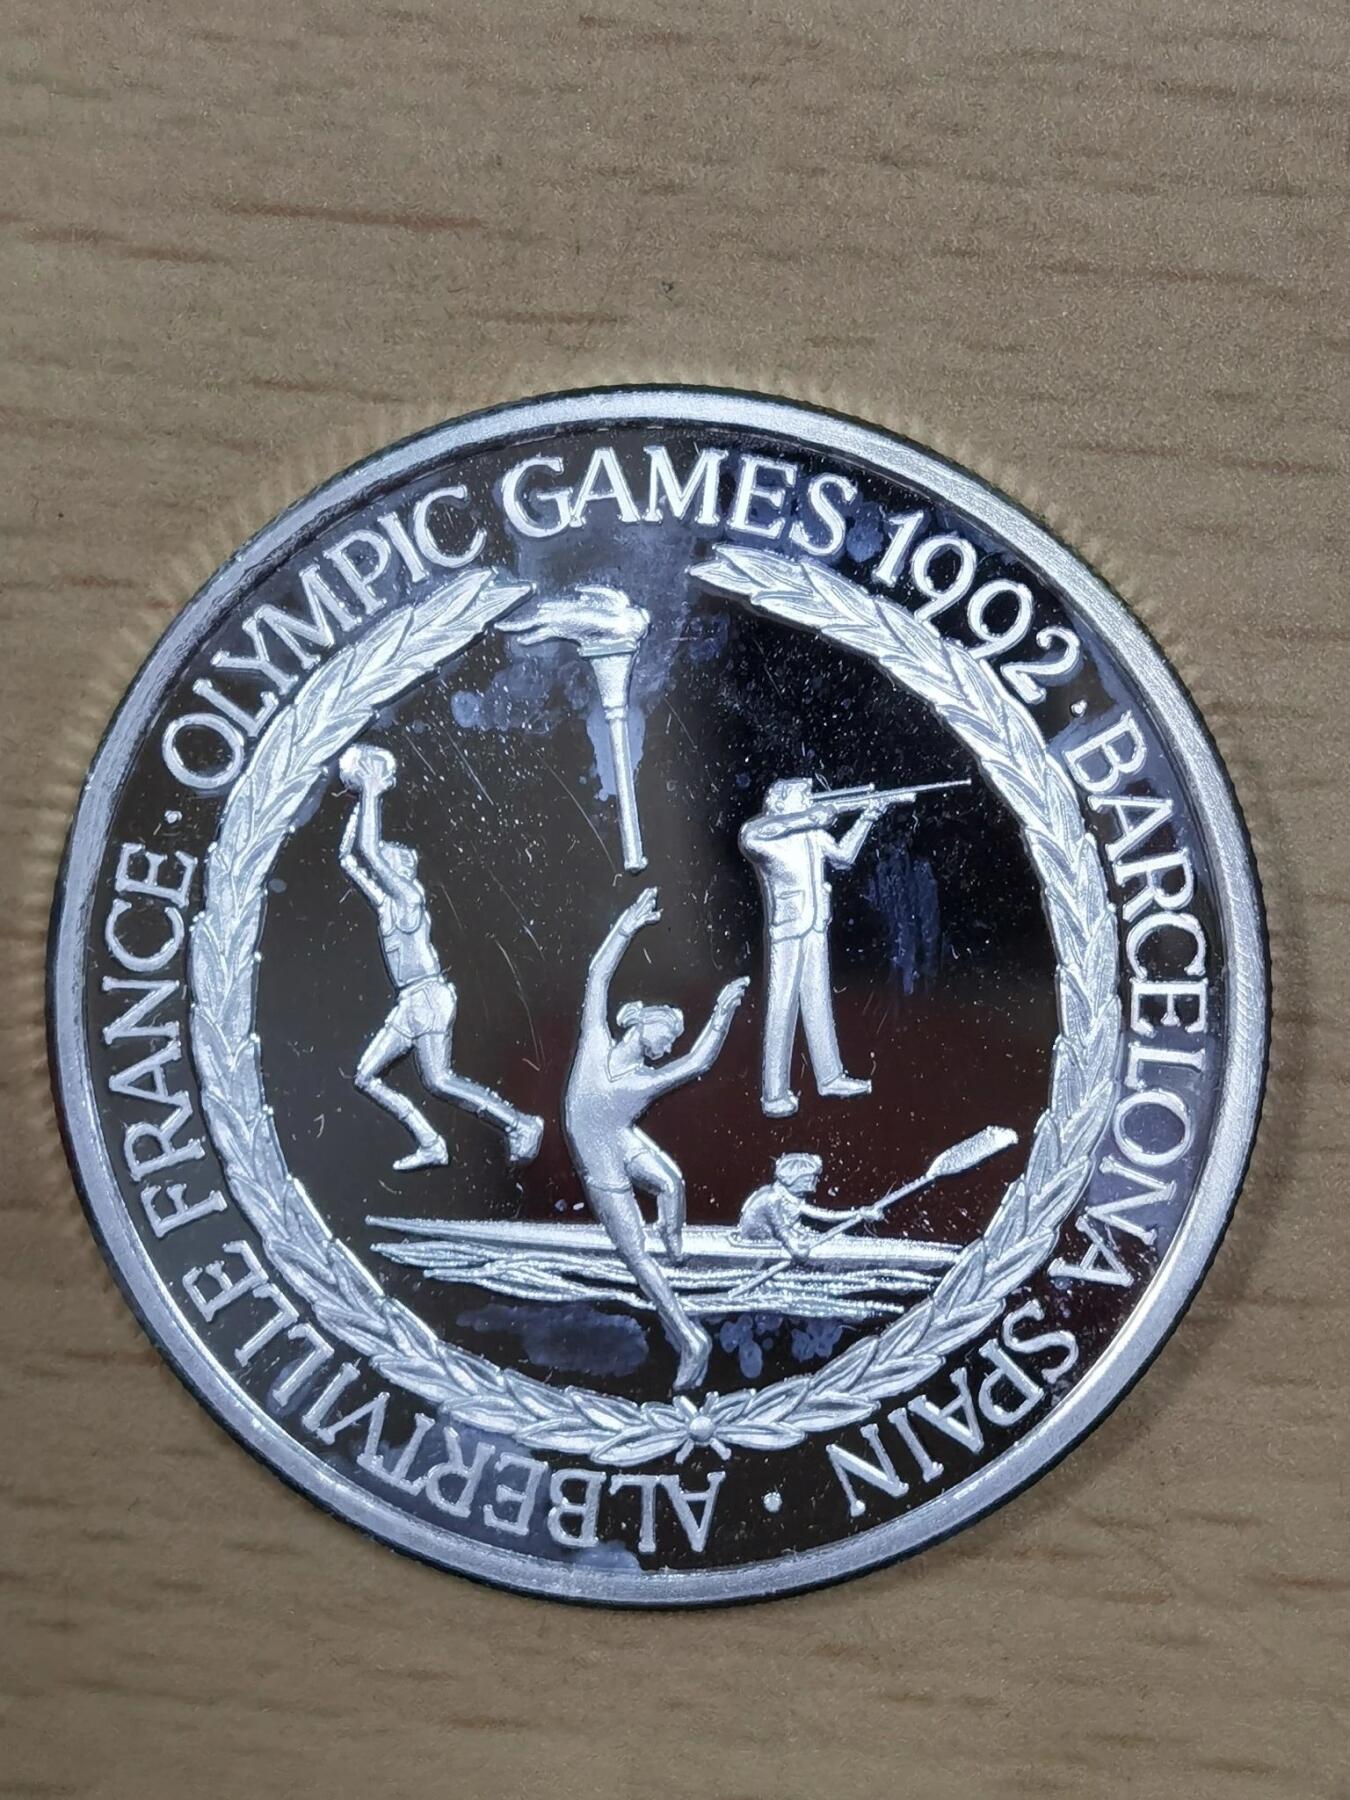 ALBERTVILLE FRANCE · OLYMPIC GAMES 1992 · BARCELONA SPAIN ·